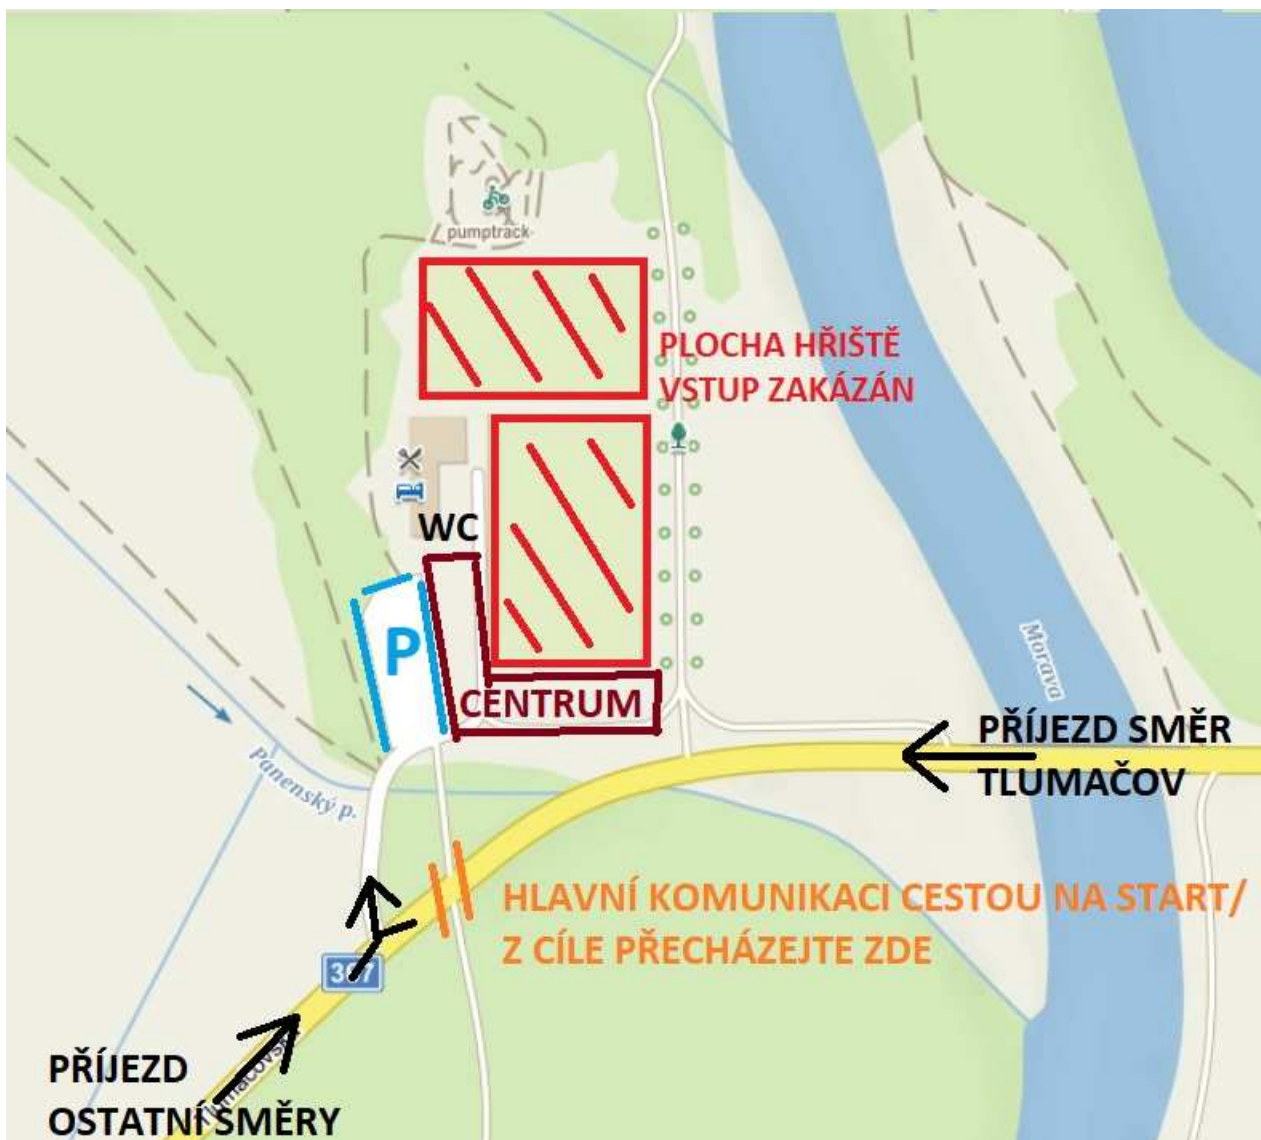 pumptrack
PLOCHA HŘIŠTĚ
VSTUP ZAKÁZÁN
WC
P
CENTRUM
Morava
PŘÍJEZD SMĚR
TLUMAČOV
Panenský p.
HLAVNÍ KOMUNIKACI CESTOU NA START/
Z CÍLE PŘECHÁZEJTE ZDE
367
Tlumačovská
PŘÍJEZD
OSTATNÍ SMĚRY